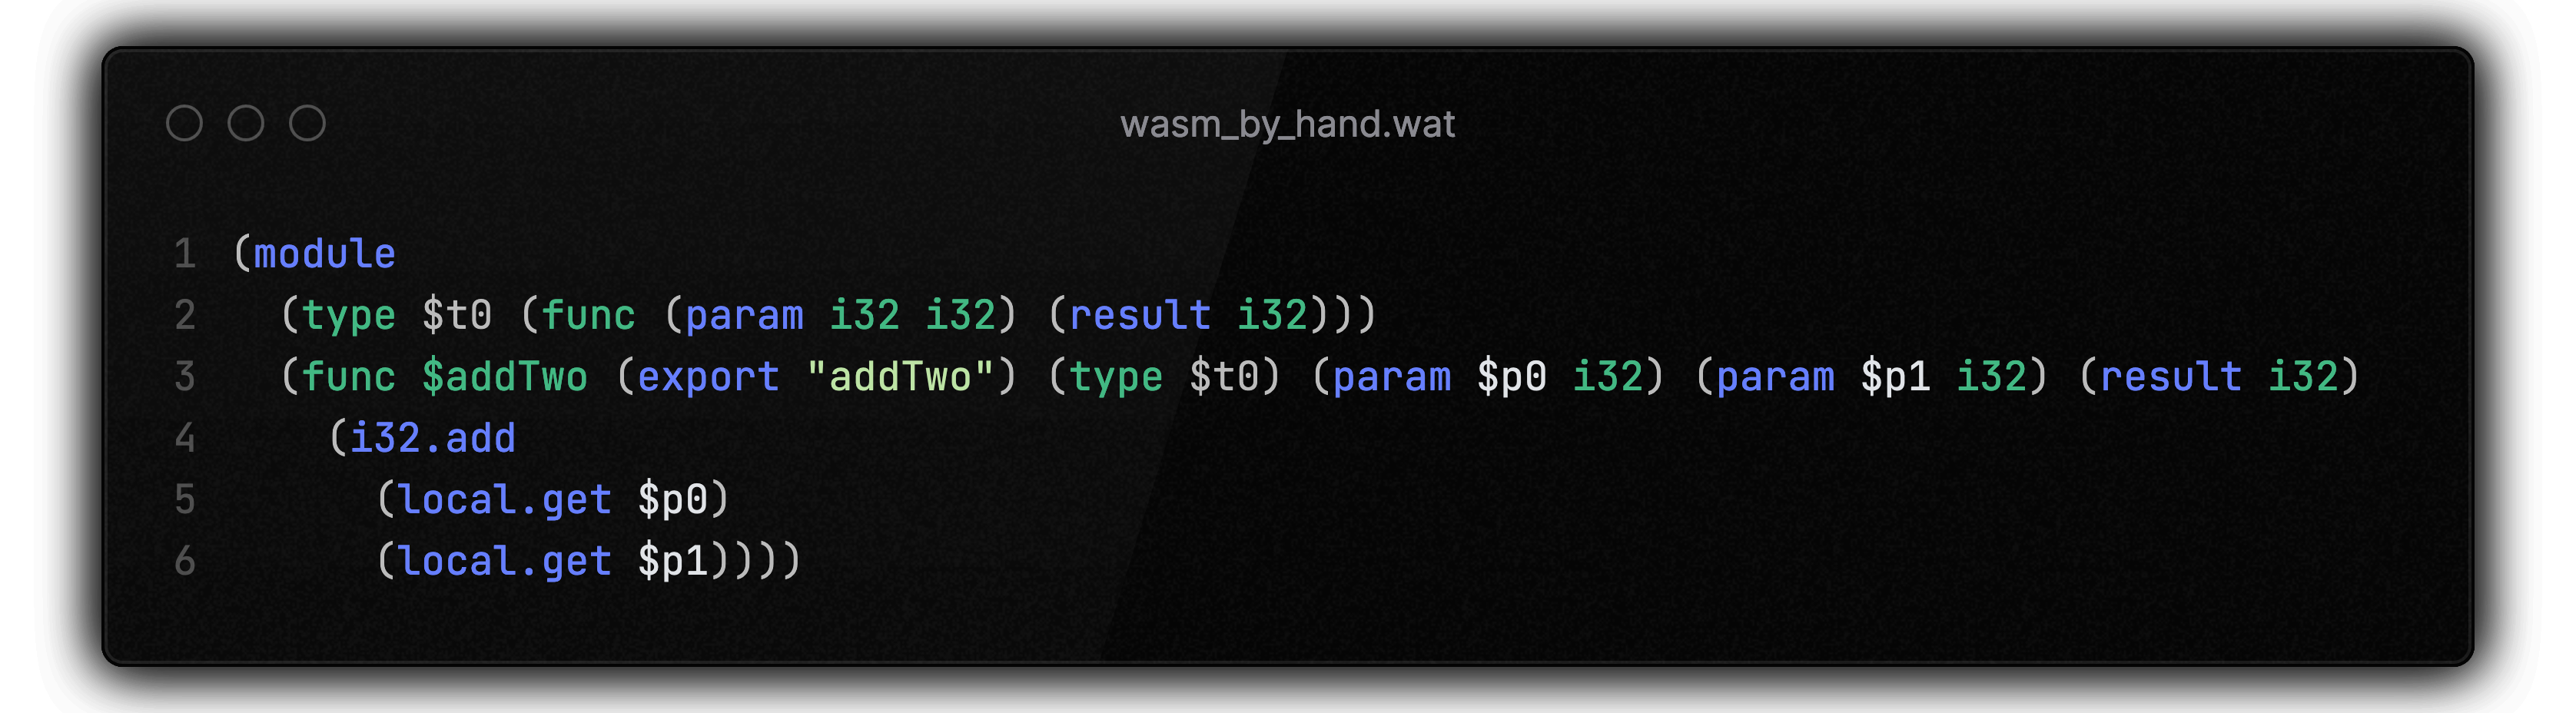 wasm_by_hand.wat
1 (module
2   (type $t0 (func (param i32 i32) (result i32)))
3   (func $addTwo (export "addTwo") (type $t0) (param $p0 i32) (param $p1 i32) (result i32)
4     (i32.add
5       (local.get $p0)
6       (local.get $p1))))